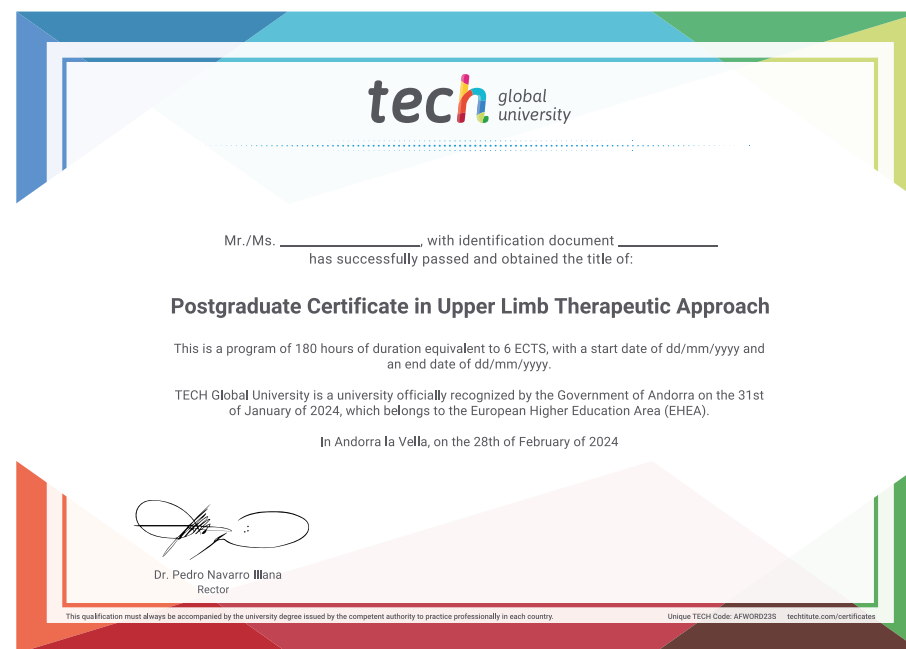 tech global
university
Mr./Ms. ____________________, with identification document ______________
has successfully passed and obtained the title of:
Postgraduate Certificate in Upper Limb Therapeutic Approach
This is a program of 180 hours of duration equivalent to 6 ECTS, with a start date of dd/mm/yyyy and
an end date of dd/mm/yyyy.
TECH Global University is a university officially recognized by the Government of Andorra on the 31st
of January of 2024, which belongs to the European Higher Education Area (EHEA).
In Andorra la Vella, on the 28th of February of 2024
Dr. Pedro Navarro Illana
Rector
This qualification must always be accompanied by the university degree issued by the competent authority to practice professionally in each country.
Unique TECH Code: AFWORD23S techtitute.com/certificates